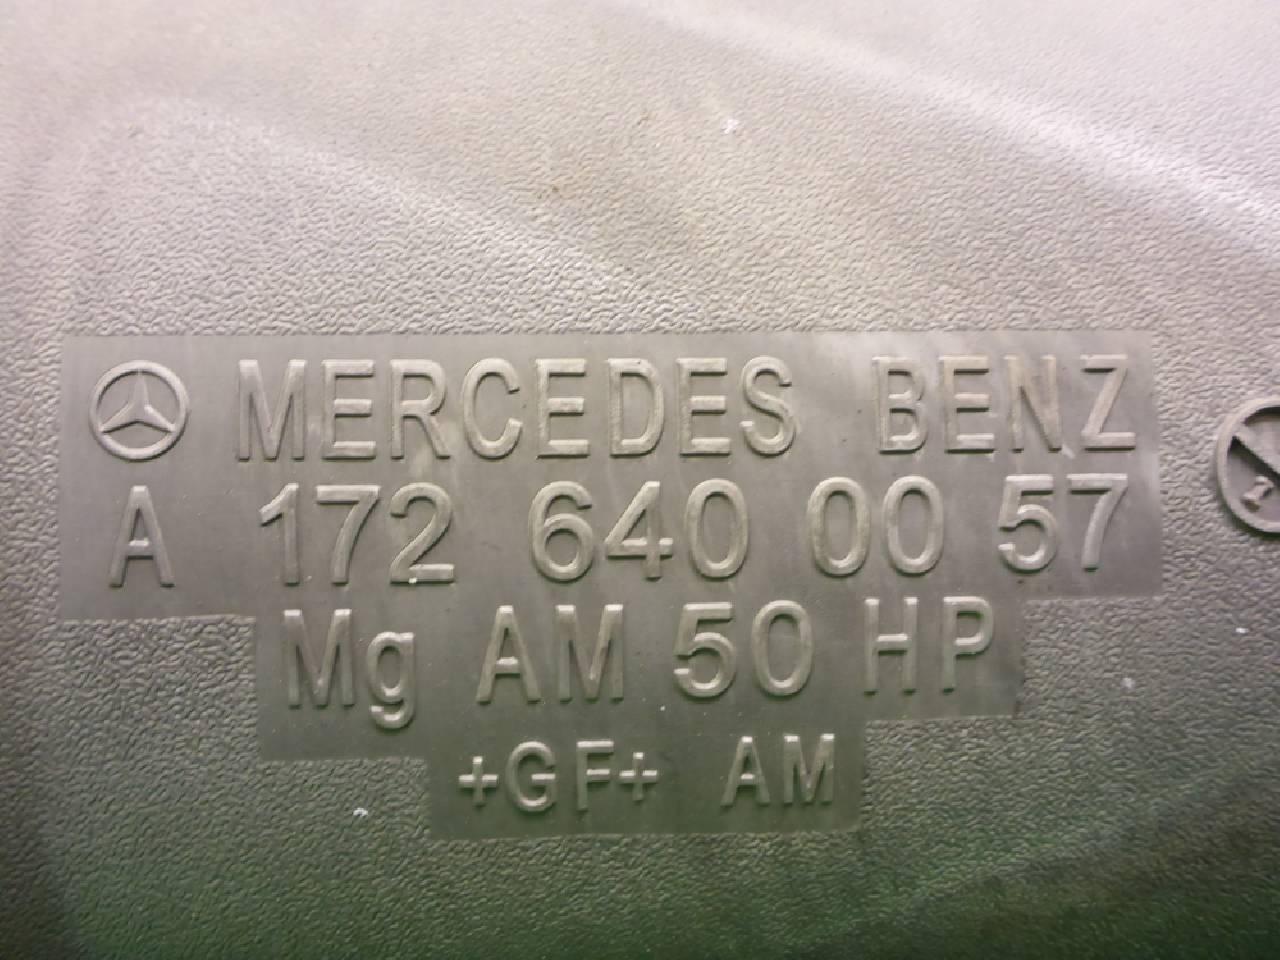 MERCEDES BENZ
A 172 640 00 57
Mg AM 50 HP
+GF+ AM